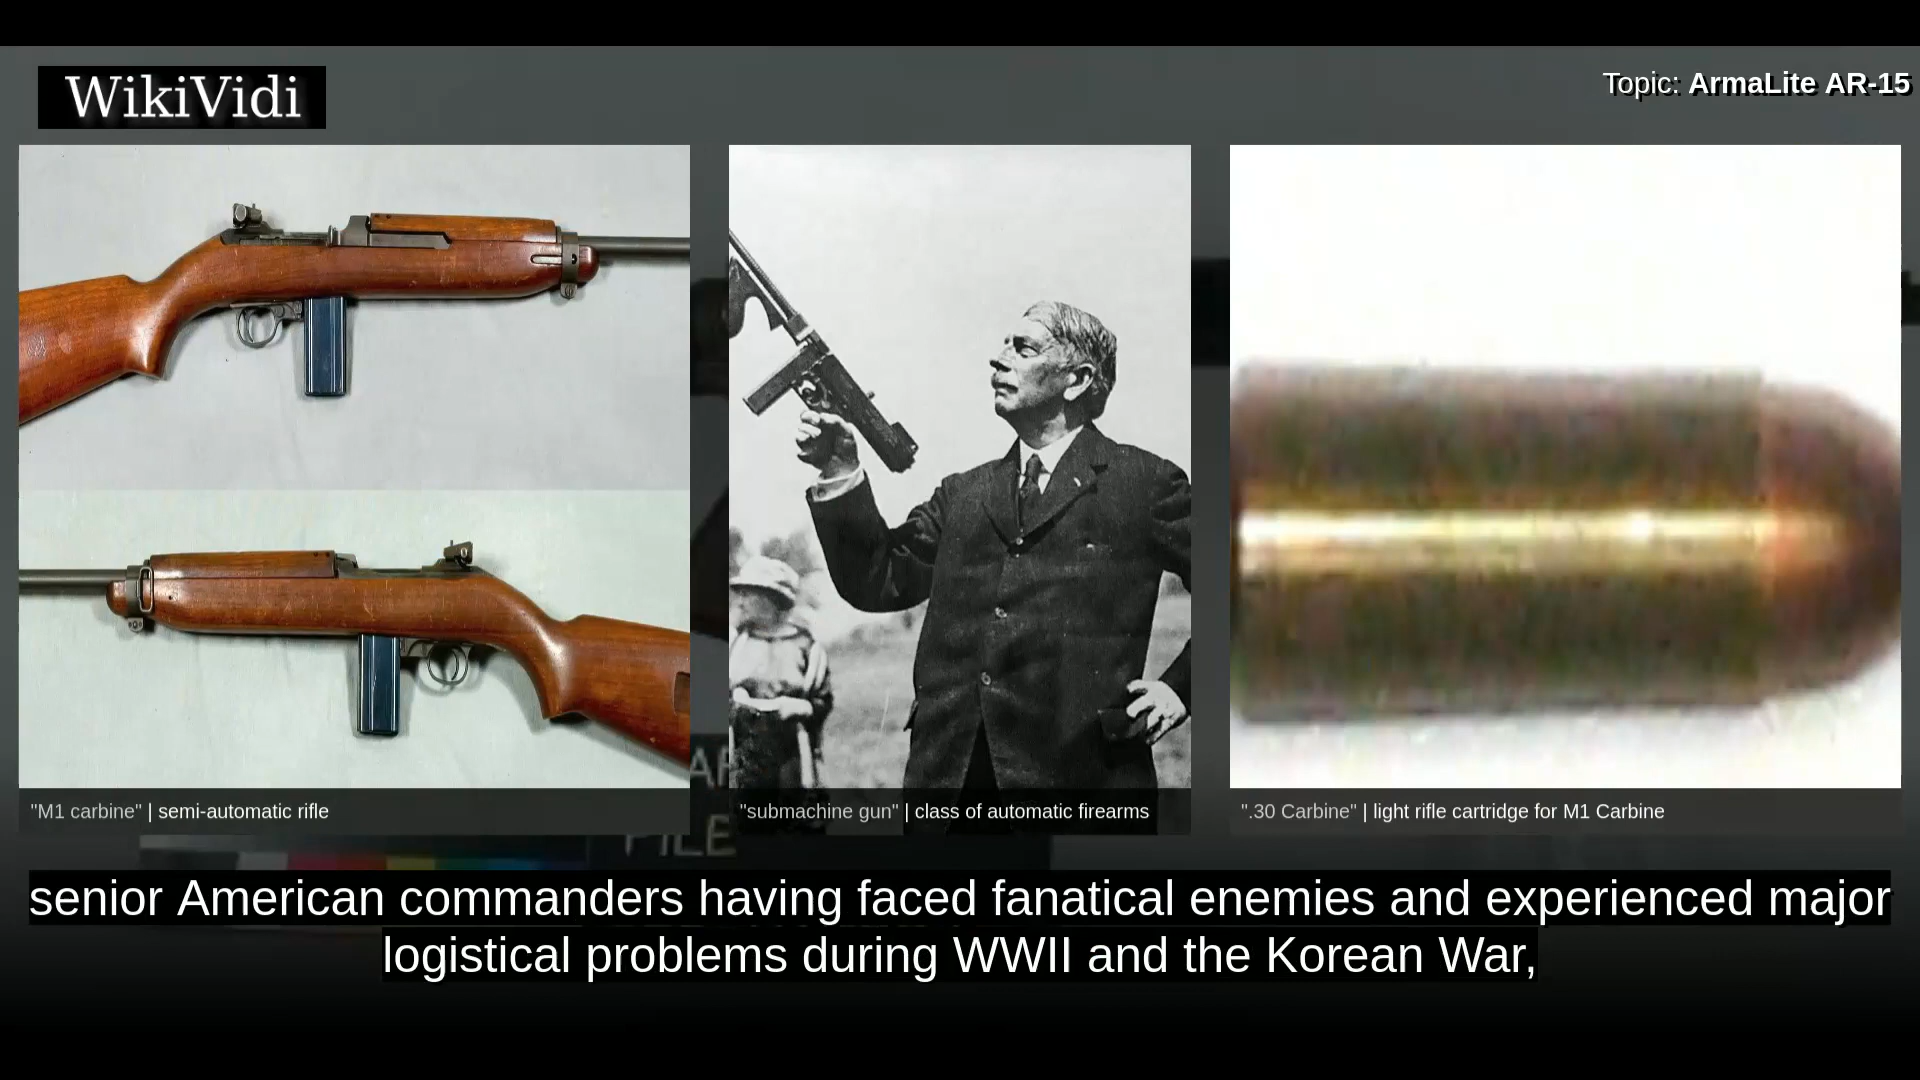 WikiVidi
Topic: ArmaLite AR-15
"M1 carbine" | semi-automatic rifle
"submachine gun" | class of automatic firearms
".30 Carbine" | light rifle cartridge for M1 Carbine
senior American commanders having faced fanatical enemies and experienced major
logistical problems during WWII and the Korean War,